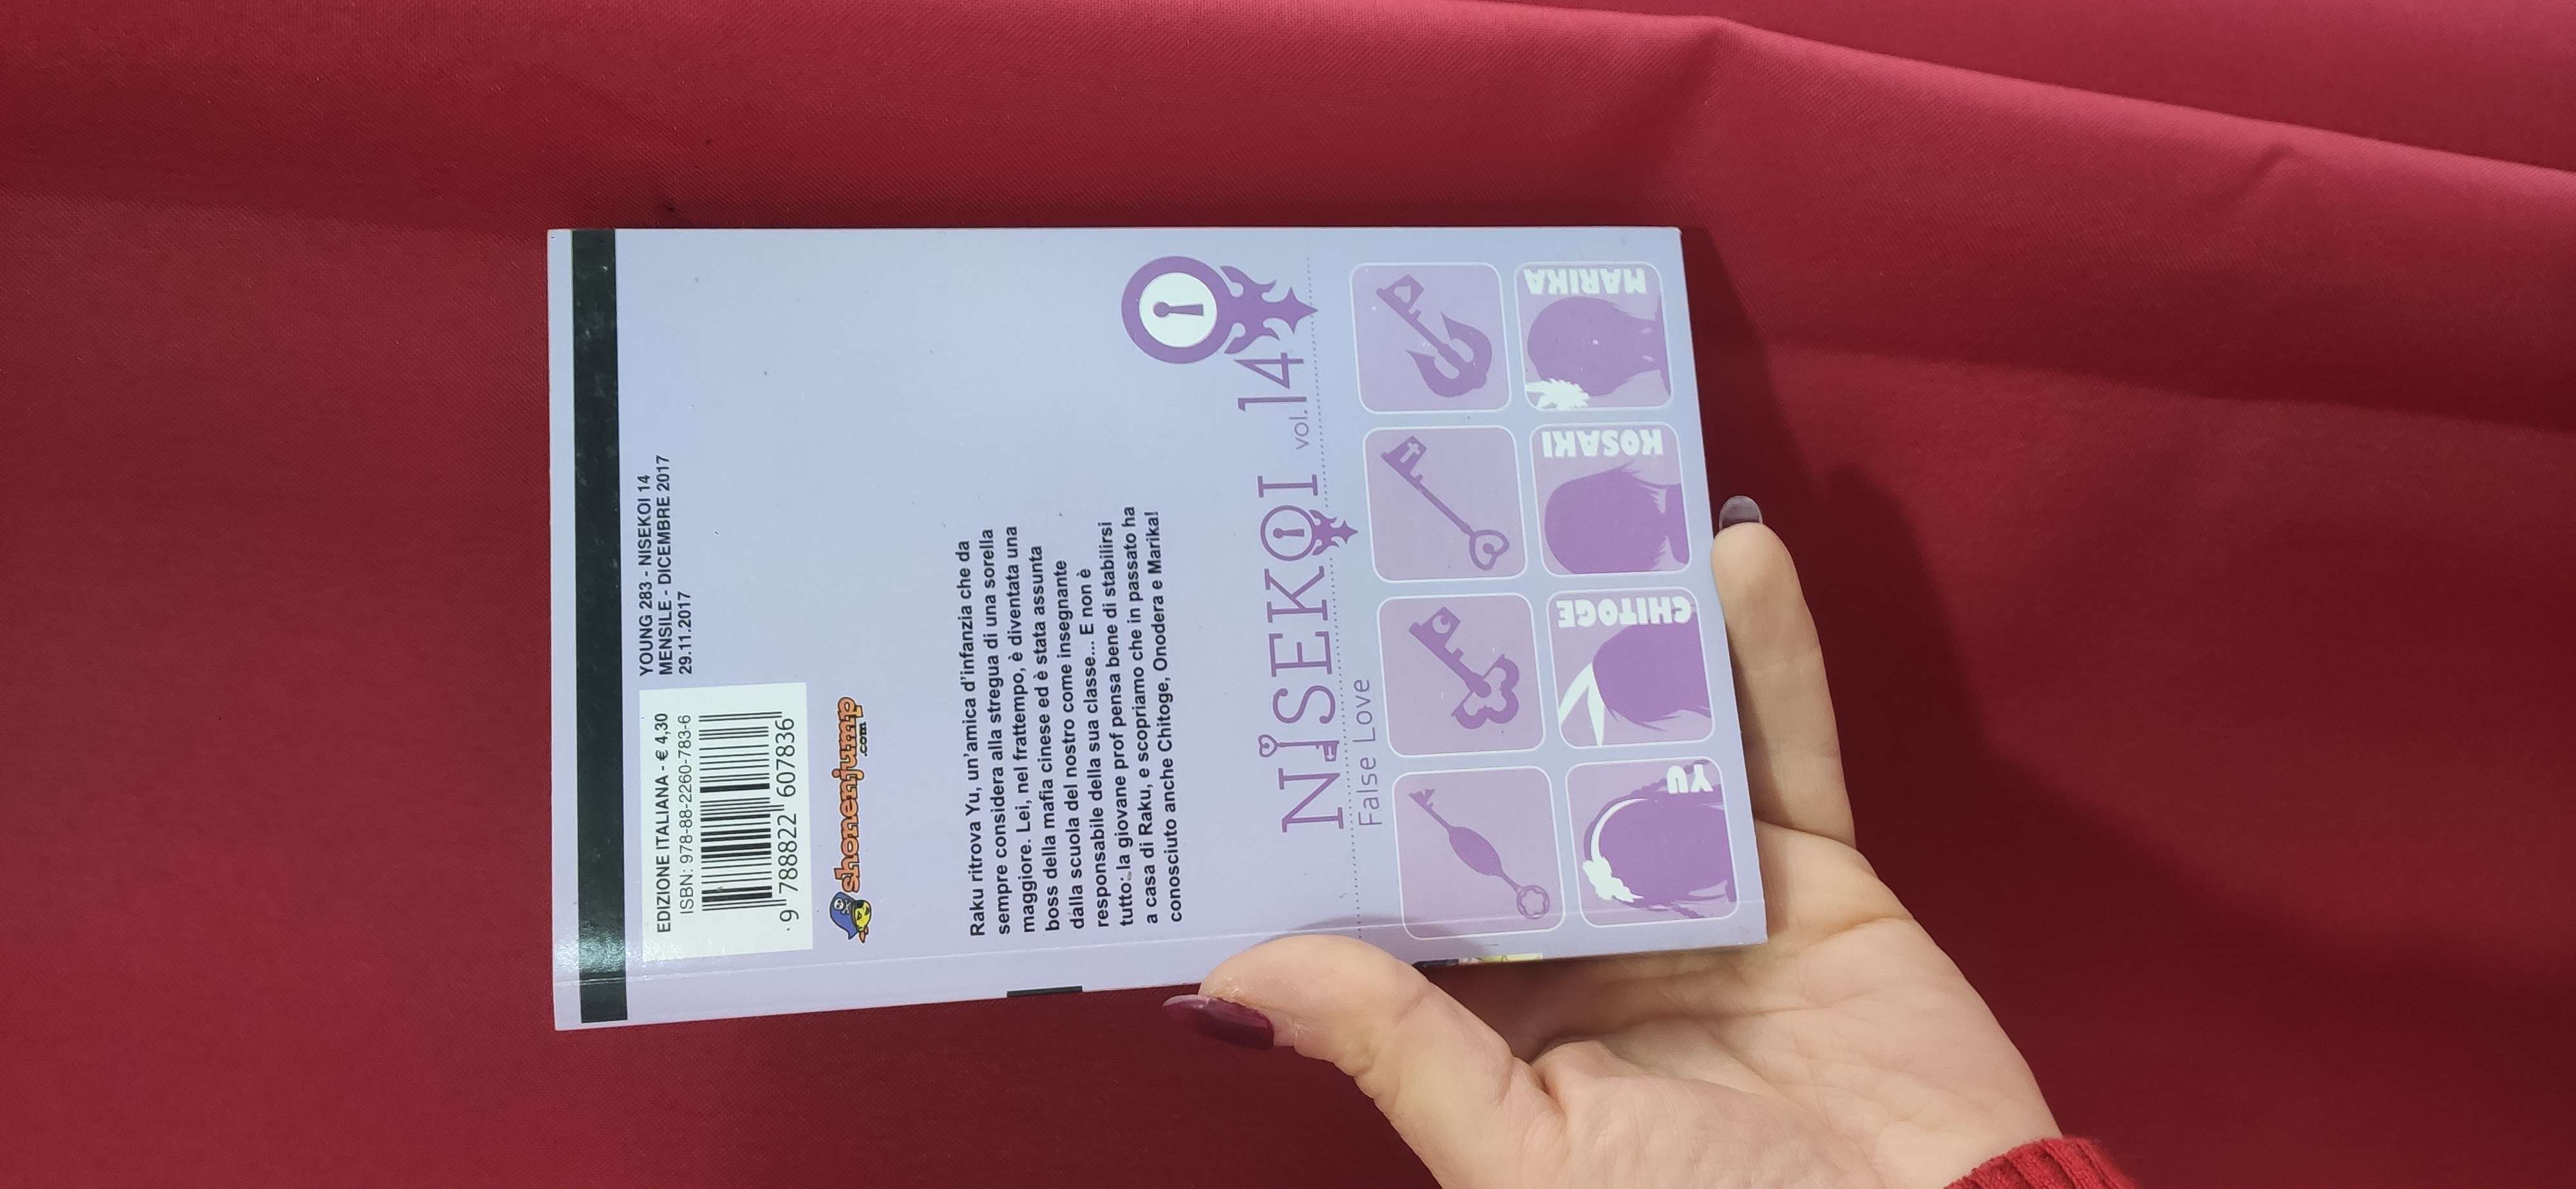 EDIZIONE ITALIANA - € 4,30
ISBN: 978-88-2260-783-6
9 788822 607836
YOUNG 283 - NISEKOI 14
MENSILE - DICEMBRE 2017
29.11.2017
shonenjump
.com
Raku ritrova Yu, un'amica d'infanzia che da
sempre considera alla stregua di una sorella
maggiore. Lei, nel frattempo, è diventata una
boss della mafia cinese ed è stata assunta
dalla scuola del nostro come insegnante
responsabile della sua classe... E non è
tutto: la giovane prof pensa bene di stabilirsi
a casa di Raku, e scopriamo che in passato ha
conosciuto anche Chitoge, Onodera e Marika!
NISEKOI vol.14
False Love
YU
CHITOGE
KOSAKI
MARIKA